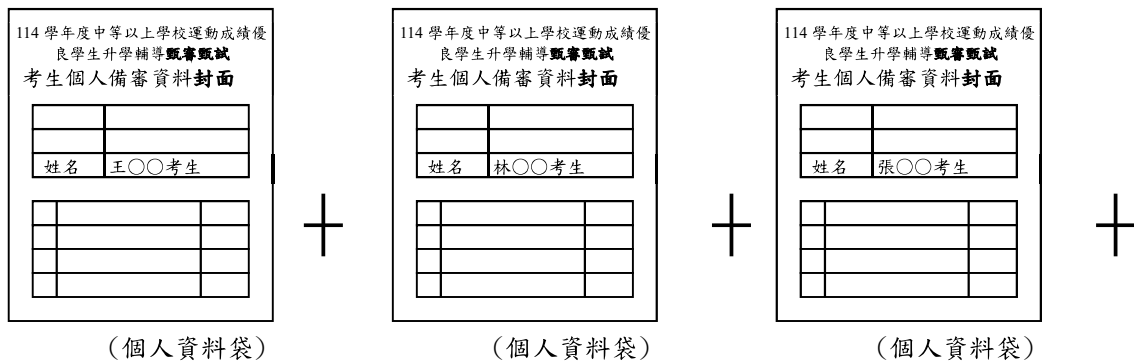 114 學年度中等以上學校運動成績優
良學生升學輔導甄審甄試
考生個人備審資料封面
姓名 王○○考生
(個人資料袋)
+
114 學年度中等以上學校運動成績優
良學生升學輔導甄審甄試
考生個人備審資料封面
姓名 林○○考生
(個人資料袋)
+
114 學年度中等以上學校運動成績優
良學生升學輔導甄審甄試
考生個人備審資料封面
姓名 張○○考生
(個人資料袋)
+